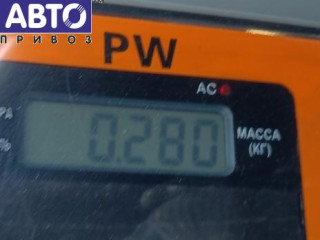 АВТО
ПРИВОЗ
PW
AC
0.280
МАССА
(КГ)
%